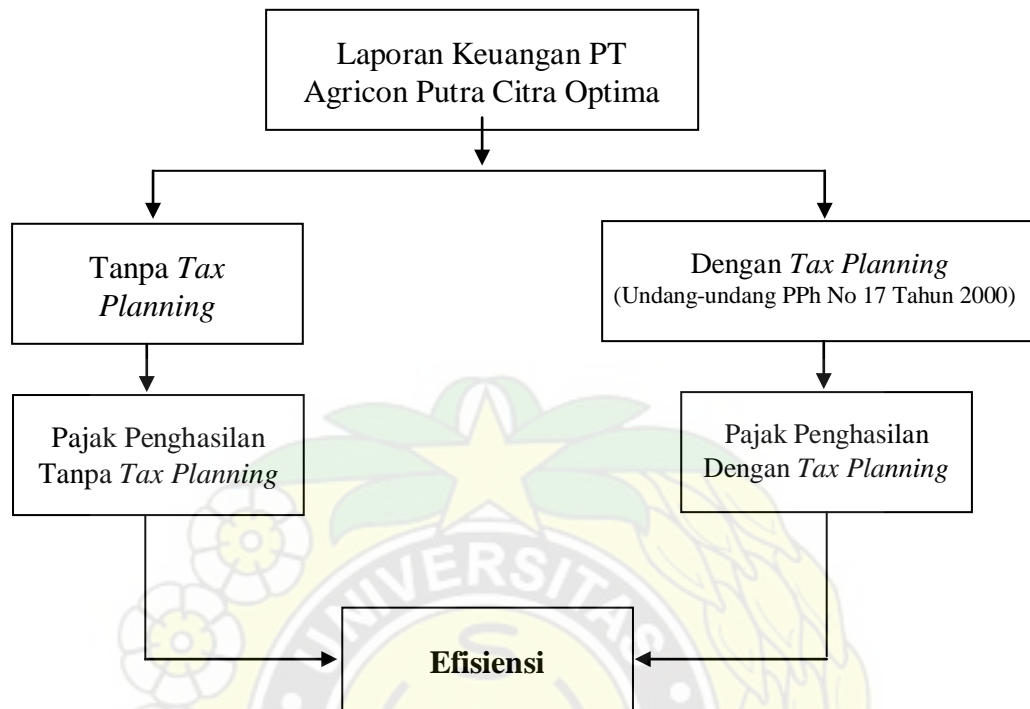 Laporan Keuangan PT
Agricon Putra Citra Optima
Tanpa Tax
Planning
Dengan Tax Planning
(Undang-undang PPh No 17 Tahun 2000)
Pajak Penghasilan
Tanpa Tax Planning
Pajak Penghasilan
Dengan Tax Planning
UNIVERSITAS
S
Efisiensi